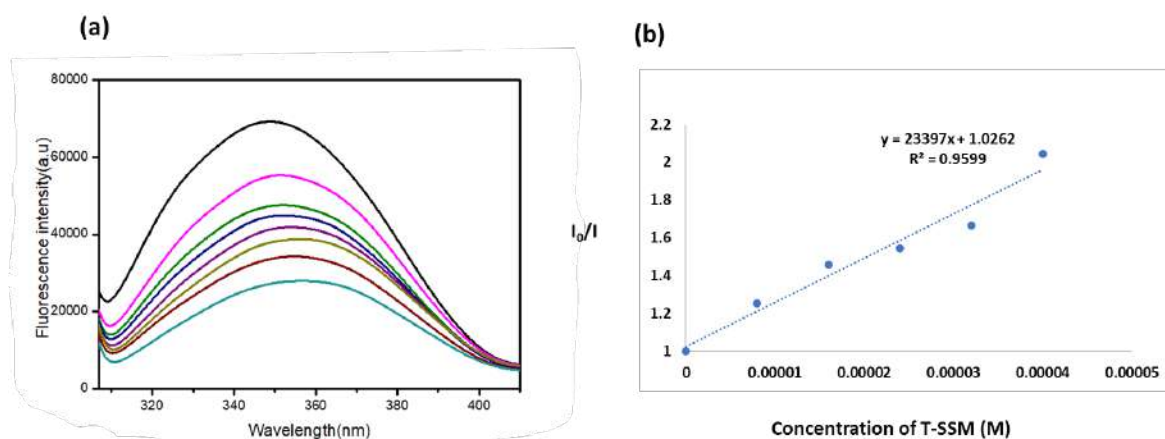 (a)
80000
60000
40000
20000
0
Fluorescence intensity(a.u)
320 340 360 380 400
Wavelength(nm)
(b)
I₀/I
2.2
2
1.8
1.6
1.4
1.2
1
y = 23397x + 1.0262
R² = 0.9599
0 0.00001 0.00002 0.00003 0.00004 0.00005
Concentration of T-SSM (M)